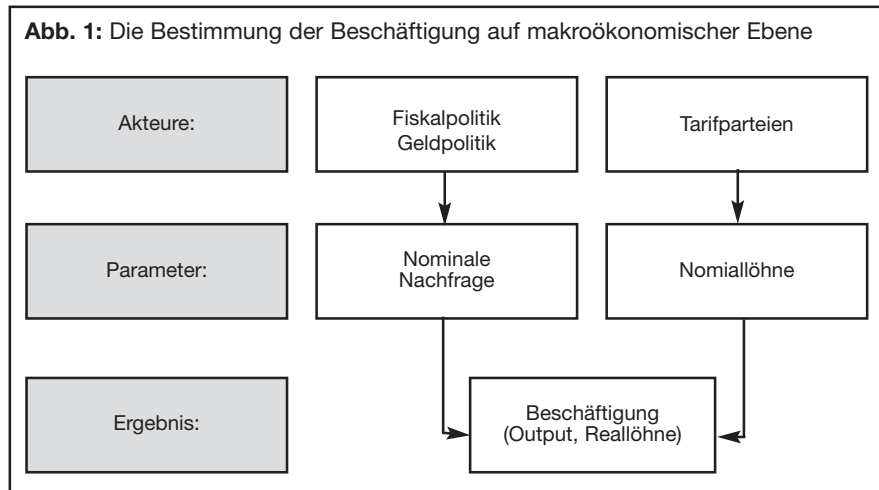 Abb. 1: Die Bestimmung der Beschäftigung auf makroökonomischer Ebene
Akteure:
Fiskalpolitik
Geldpolitik
Tarifparteien
Parameter:
Nominale
Nachfrage
Nomiallöhne
Ergebnis:
Beschäftigung
(Output, Reallöhne)